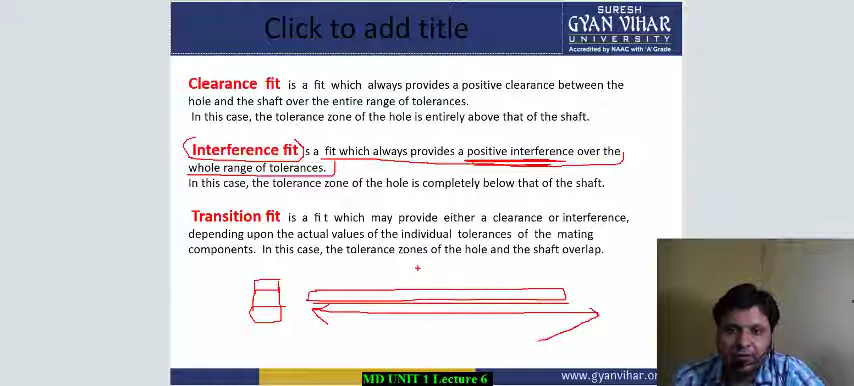 Click to add title
SURESH
GYAN VIHAR
UNIVERSITY
Accredited by NAAC with 'A' Grade
Clearance fit is a fit which always provides a positive clearance between the
hole and the shaft over the entire range of tolerances.
In this case, the tolerance zone of the hole is entirely above that of the shaft.
Interference fit is a fit which always provides a positive interference over the
whole range of tolerances.
In this case, the tolerance zone of the hole is completely below that of the shaft.
Transition fit is a fi t which may provide either a clearance or interference,
depending upon the actual values of the individual tolerances of the mating
components. In this case, the tolerance zones of the hole and the shaft overlap.
MD UNIT 1 Lecture 6
www.gyanvihar.or